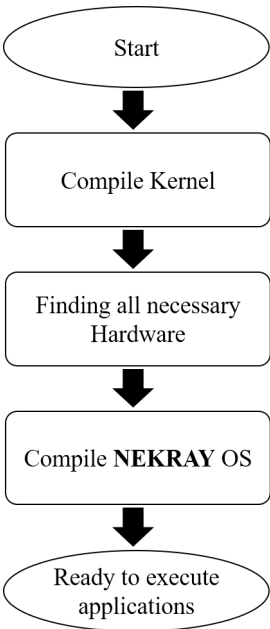 Start
Compile Kernel
Finding all necessary
Hardware
Compile NEKRAY OS
Ready to execute
applications